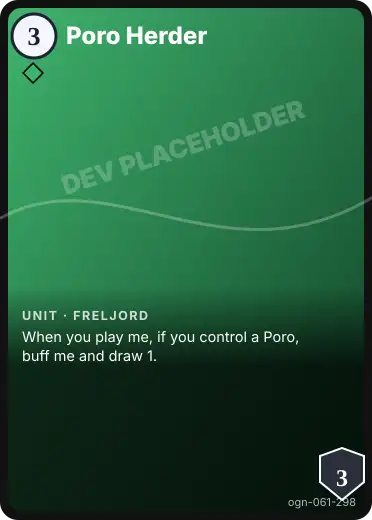 3 Poro Herder
DEV PLACEHOLDER
UNIT · FRELJORD
When you play me, if you control a Poro,
buff me and draw 1.
3
ogn-061-298